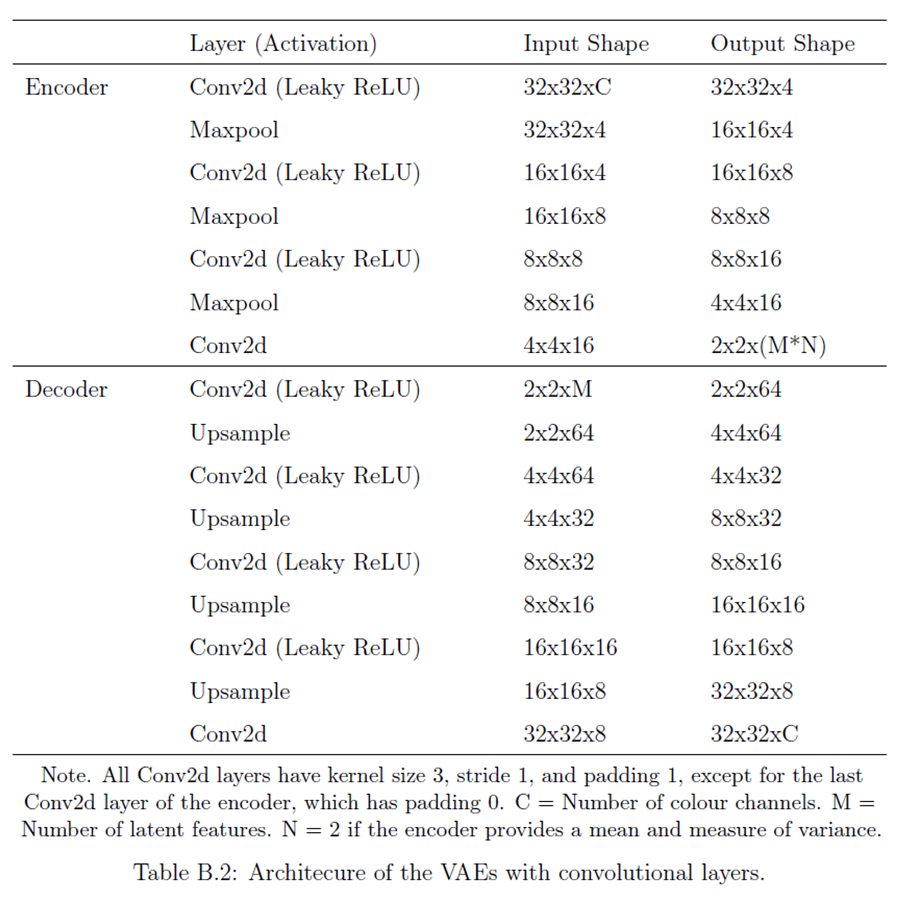 Layer (Activation) Input Shape Output Shape
Encoder Conv2d (Leaky ReLU) 32x32xC 32x32x4
Maxpool 32x32x4 16x16x4
Conv2d (Leaky ReLU) 16x16x4 16x16x8
Maxpool 16x16x8 8x8x8
Conv2d (Leaky ReLU) 8x8x8 8x8x16
Maxpool 8x8x16 4x4x16
Conv2d 4x4x16 2x2x(M*N)
Decoder Conv2d (Leaky ReLU) 2x2xM 2x2x64
Upsample 2x2x64 4x4x64
Conv2d (Leaky ReLU) 4x4x64 4x4x32
Upsample 4x4x32 8x8x32
Conv2d (Leaky ReLU) 8x8x32 8x8x16
Upsample 8x8x16 16x16x16
Conv2d (Leaky ReLU) 16x16x16 16x16x8
Upsample 16x16x8 32x32x8
Conv2d 32x32x8 32x32xC
Note. All Conv2d layers have kernel size 3, stride 1, and padding 1, except for the last
Conv2d layer of the encoder, which has padding 0. C = Number of colour channels. M =
Number of latent features. N = 2 if the encoder provides a mean and measure of variance.
Table B.2: Architecure of the VAEs with convolutional layers.